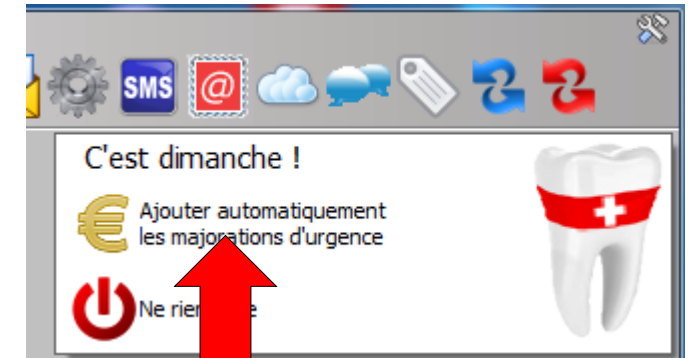 SMS @
C'est dimanche !
Ajouter automatiquement
les majorations d'urgence
Ne rien